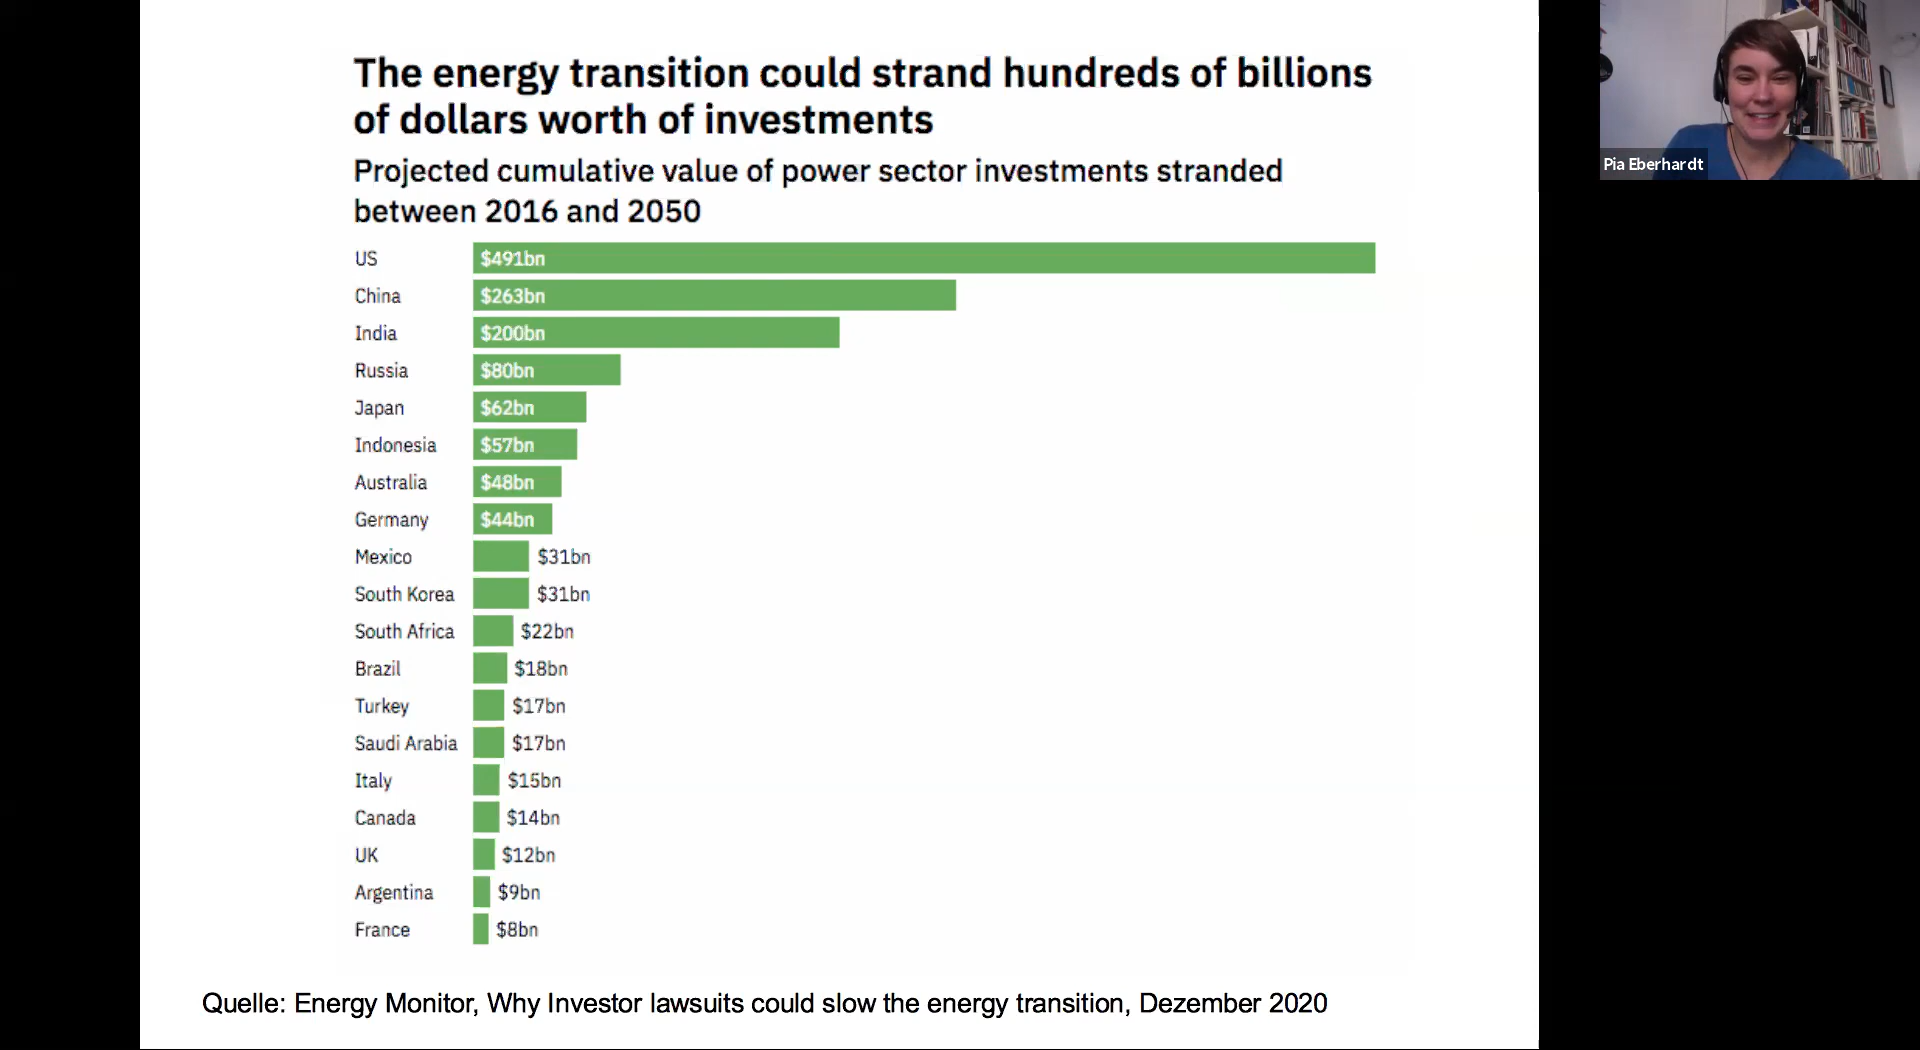 The energy transition could strand hundreds of billions
of dollars worth of investments
Projected cumulative value of power sector investments stranded
between 2016 and 2050
US $491bn
China $263bn
India $200bn
Russia $80bn
Japan $62bn
Indonesia $57bn
Australia $48bn
Germany $44bn
Mexico $31bn
South Korea $31bn
South Africa $22bn
Brazil $18bn
Turkey $17bn
Saudi Arabia $17bn
Italy $15bn
Canada $14bn
UK $12bn
Argentina $9bn
France $8bn
Quelle: Energy Monitor, Why Investor lawsuits could slow the energy transition, Dezember 2020
Pia Eberhardt